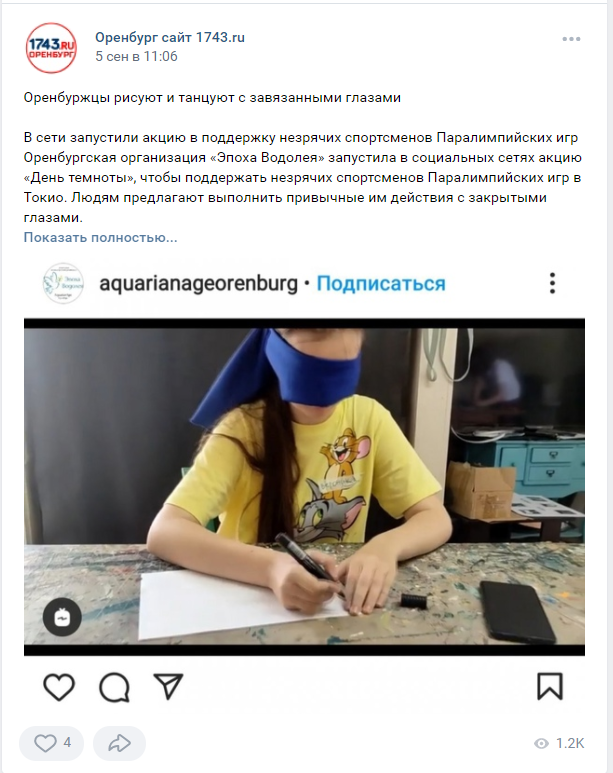 1743.RU
ОРЕНБУРГ
Оренбург сайт 1743.ru
5 сен в 11:06
Оренбуржцы рисуют и танцуют с завязанными глазами
В сети запустили акцию в поддержку незрячих спортсменов Паралимпийских игр
Оренбургская организация «Эпоха Водолея» запустила в социальных сетях акцию
«День темноты», чтобы поддержать незрячих спортсменов Паралимпийских игр в
Токио. Людям предлагают выполнить привычные им действия с закрытыми
глазами.
Показать полностью...
Эпоха
Водолея
aquarianageorenburg • Подписаться
4
1.2K